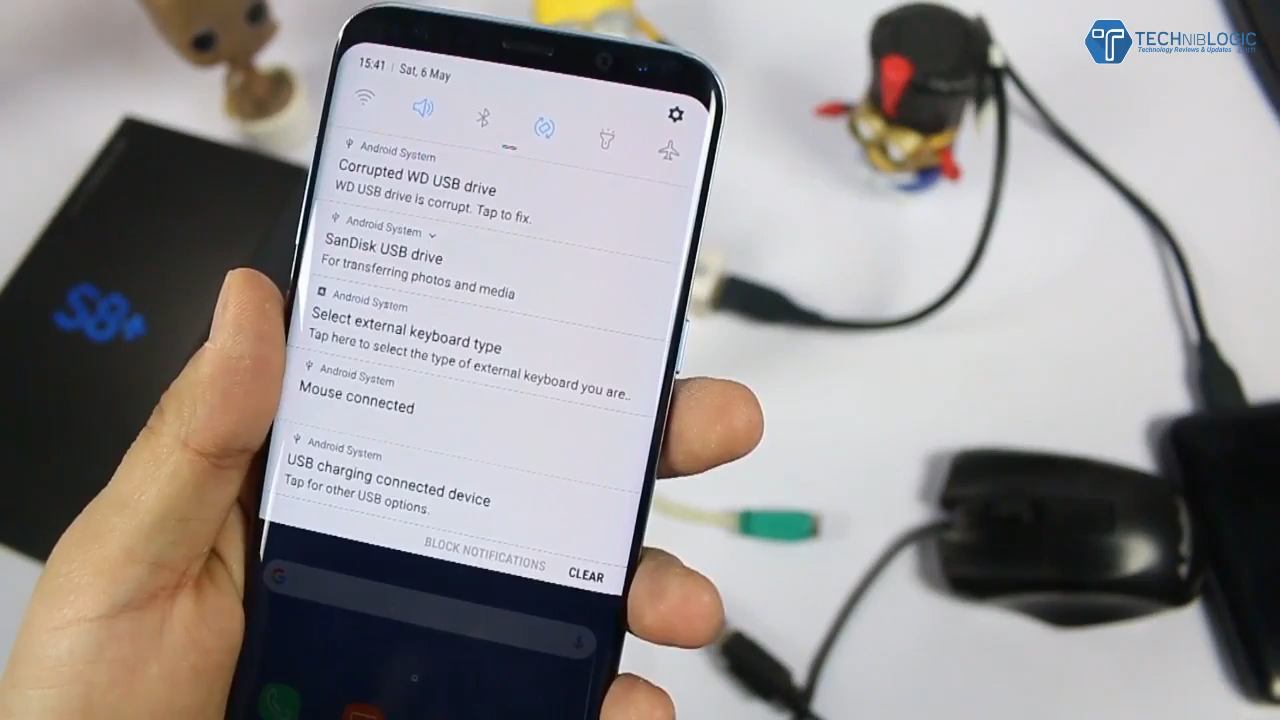 TECHNIBLOGIC
Technology Reviews & Updates
15:41 | Sat, 6 May
Android System
Corrupted WD USB drive
WD USB drive is corrupt. Tap to fix.
Android System
SanDisk USB drive
For transferring photos and media
Android System
Select external keyboard type
Tap here to select the type of external keyboard you are..
Android System
Mouse connected
Android System
USB charging connected device
Tap for other USB options.
BLOCK NOTIFICATIONS
CLEAR
G
S8+